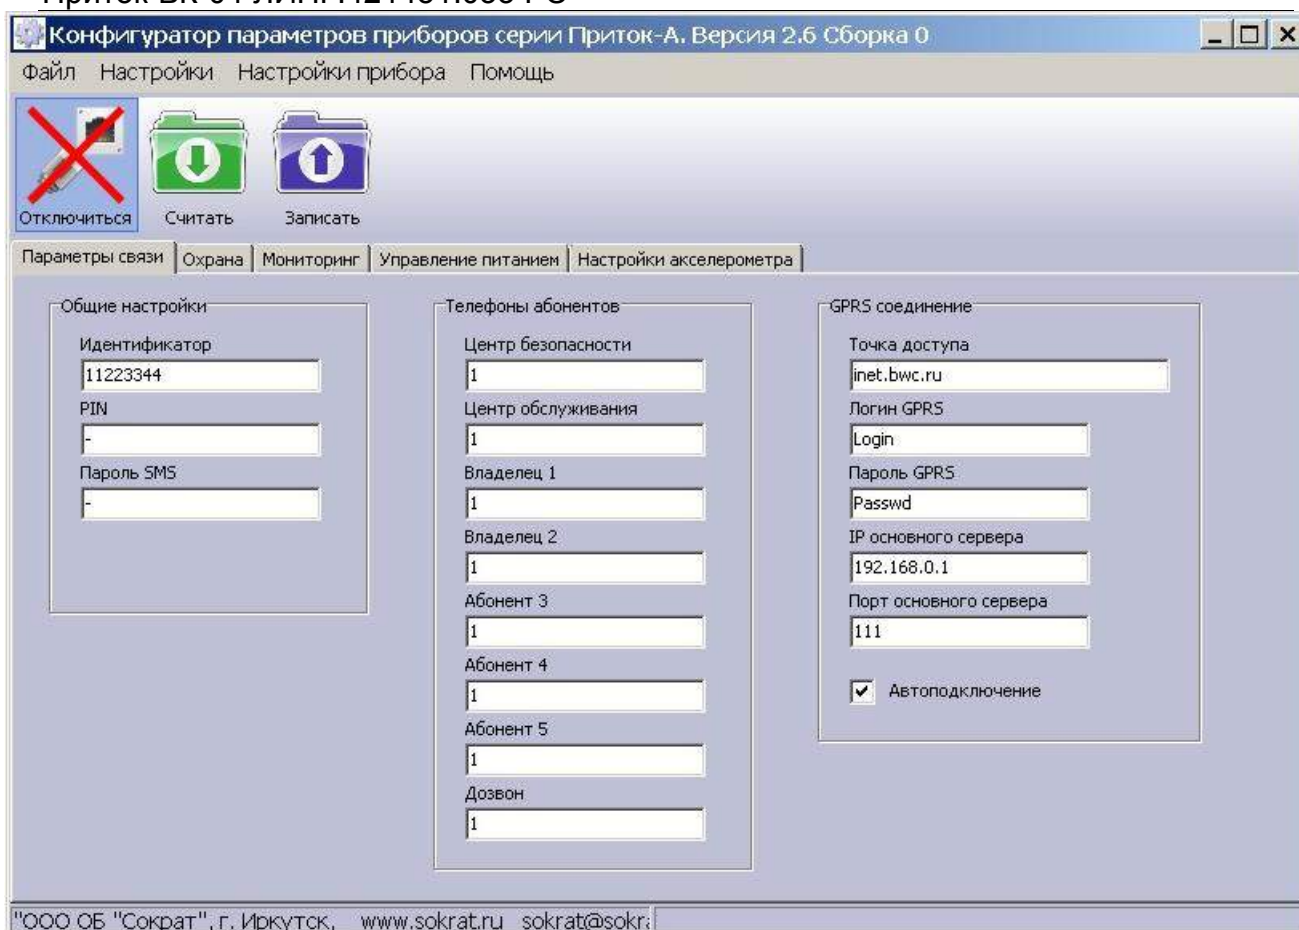 Конфигуратор параметров приборов серии Приток-А. Версия 2.6 Сборка 0
Файл Настройки Настройки прибора Помощь
Отключиться Считать Записать
Параметры связи Охрана Мониторинг Управление питанием Настройки акселерометра
Общие настройки
Идентификатор
11223344
PIN
-
Пароль SMS
-
Телефоны абонентов
Центр безопасности
1
Центр обслуживания
1
Владелец 1
1
Владелец 2
1
Абонент 3
1
Абонент 4
1
Абонент 5
1
Дозвон
1
GPRS соединение
Точка доступа
inet.bwc.ru
Логин GPRS
Login
Пароль GPRS
Passwd
IP основного сервера
192.168.0.1
Порт основного сервера
111
Автоподключение
"ООО ОБ "Сократ", г. Иркутск, www.sokrat.ru sokrat@sokr